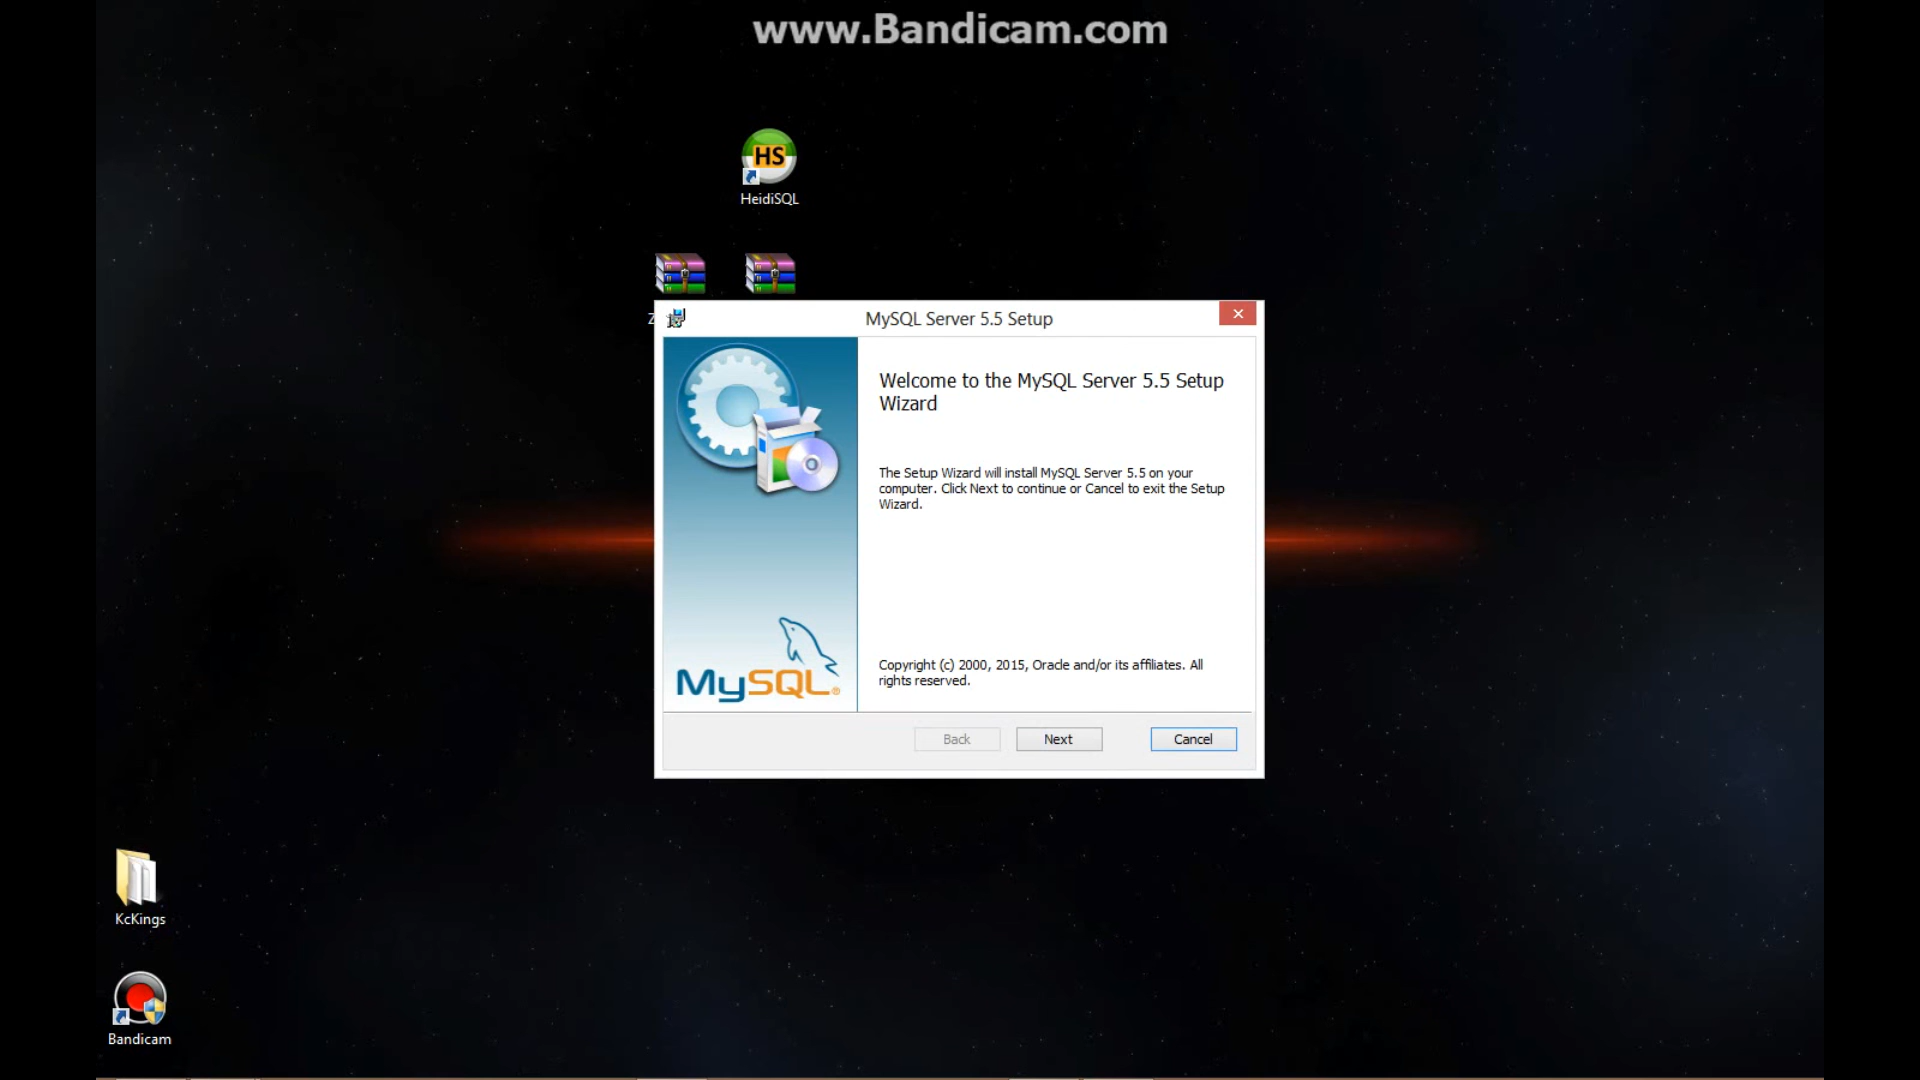 www.Bandicam.com
HS
HeidiSQL
MySQL Server 5.5 Setup
Welcome to the MySQL Server 5.5 Setup
Wizard
The Setup Wizard will install MySQL Server 5.5 on your
computer. Click Next to continue or Cancel to exit the Setup
Wizard.
MySQL®
Copyright (c) 2000, 2015, Oracle and/or its affiliates. All
rights reserved.
Back
Next
Cancel
KcKings
Bandicam